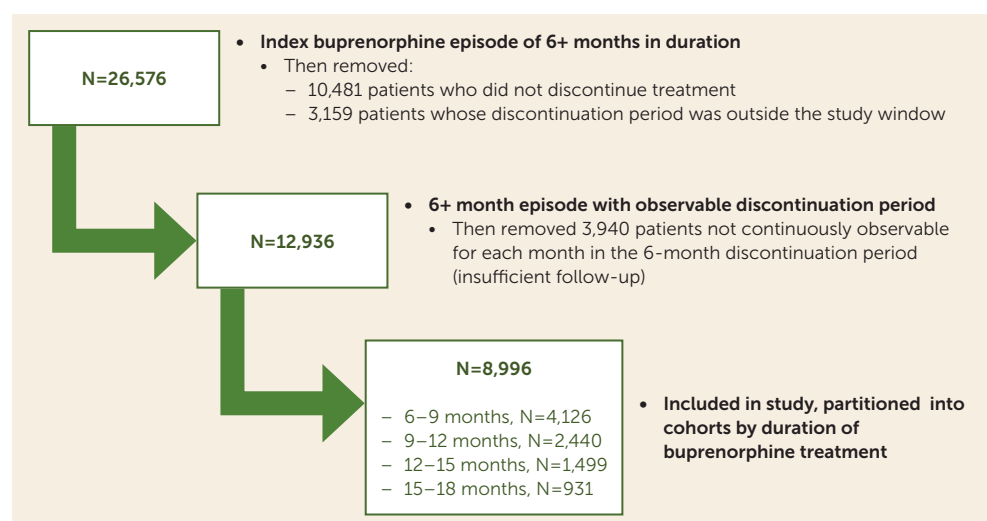 N=26,576
• Index buprenorphine episode of 6+ months in duration
• Then removed:
– 10,481 patients who did not discontinue treatment
– 3,159 patients whose discontinuation period was outside the study window
N=12,936
• 6+ month episode with observable discontinuation period
• Then removed 3,940 patients not continuously observable
for each month in the 6-month discontinuation period
(insufficient follow-up)
N=8,996
– 6–9 months, N=4,126
– 9–12 months, N=2,440
– 12–15 months, N=1,499
– 15–18 months, N=931
• Included in study, partitioned into
cohorts by duration of
buprenorphine treatment